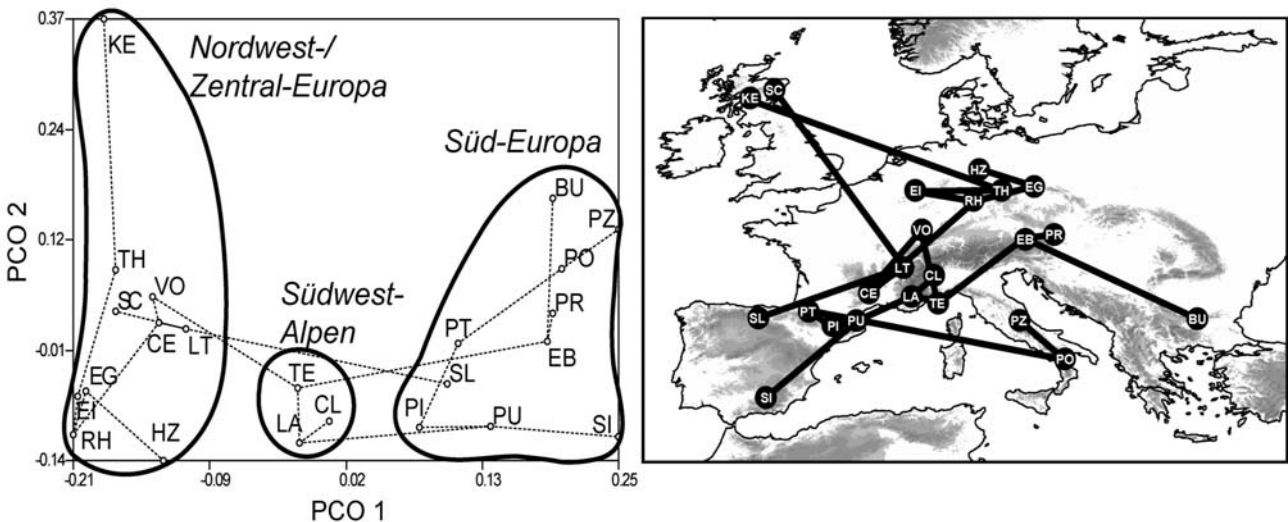 0.37
0.24
0.12
-0.01
-0.14
PCO 2
-0.21
-0.09
0.02
0.13
0.25
PCO 1
Nordwest-/
Zentral-Europa
Südwest-
Alpen
Süd-Europa
KE
TH
SC
VO
CE
LT
EG
EI
RH
HZ
TE
LA
CL
BU
PZ
PO
PR
PT
EB
SL
PI
PU
SI
KE
SC
HZ
EI
TH
EG
RH
VO
EB
PR
LT
CL
CE
LA
TE
SL
PT
PI
PU
PZ
BU
PO
SI